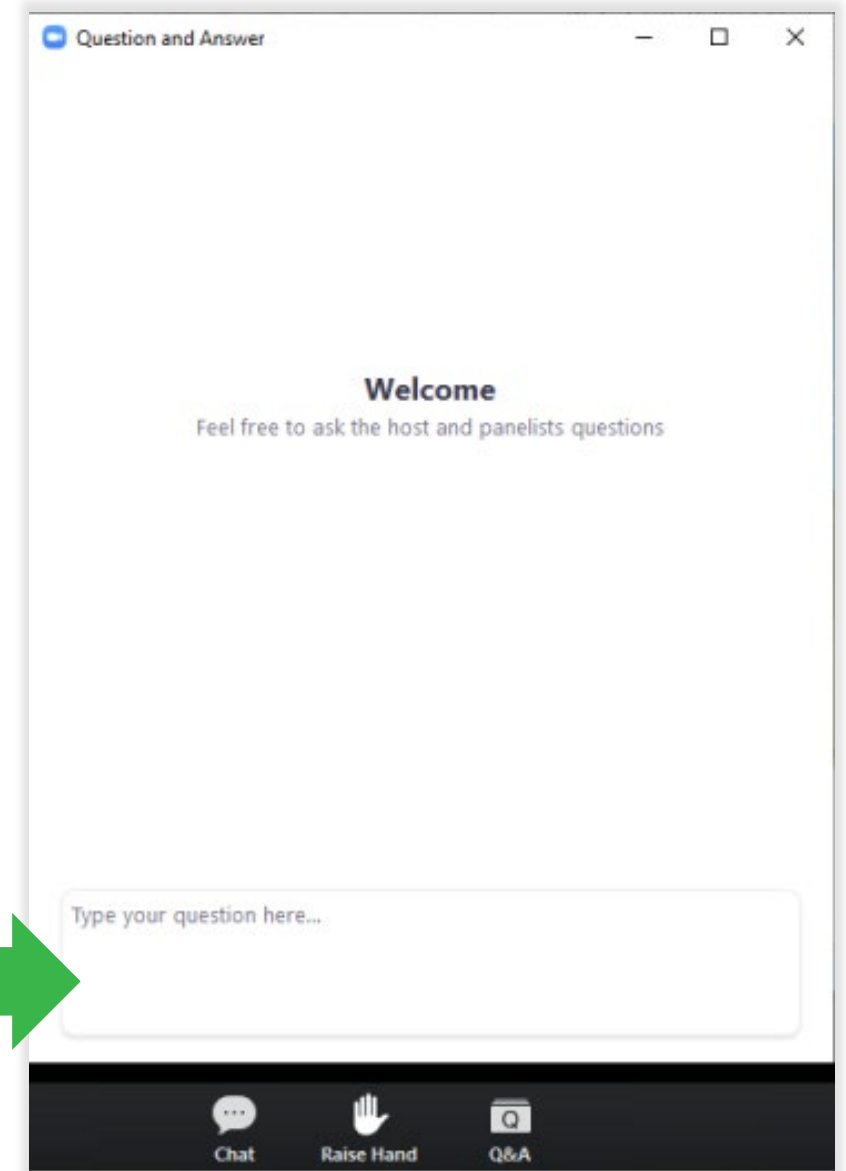 Question and Answer
Welcome
Feel free to ask the host and panelists questions
Type your question here...
Q
Chat Raise Hand Q&A